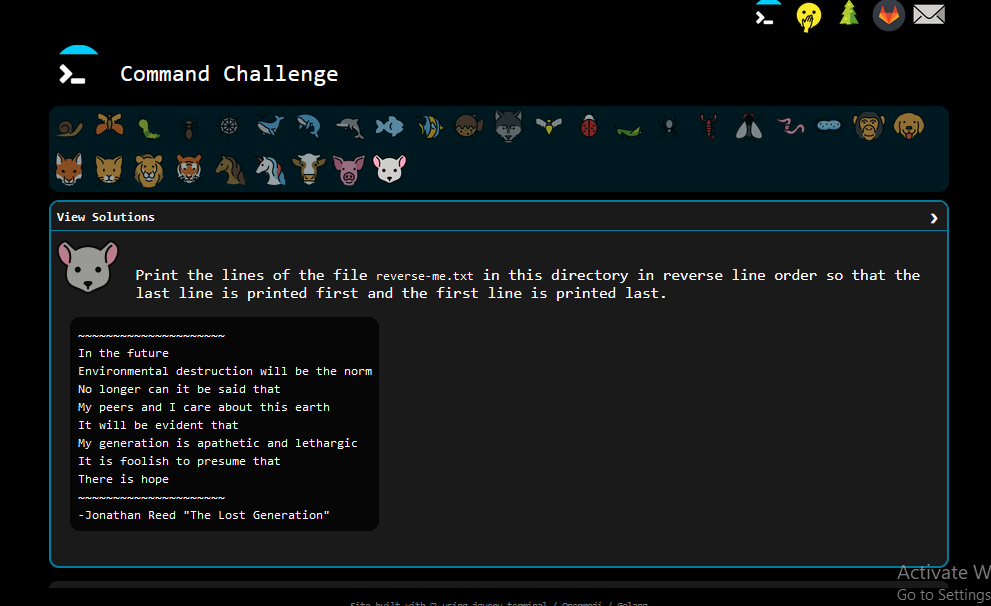 Command Challenge
View Solutions
Print the lines of the file reverse-me.txt in this directory in reverse line order so that the
last line is printed first and the first line is printed last.
~~~~~~~~~~~~~~~~~~~~~
In the future
Environmental destruction will be the norm
No longer can it be said that
My peers and I care about this earth
It will be evident that
My generation is apathetic and lethargic
It is foolish to presume that
There is hope
~~~~~~~~~~~~~~~~~~~~~
-Jonathan Reed "The Lost Generation"
Activate W
Go to Settings
Site built with ♡ using jquery terminal / Openmoji / Golang